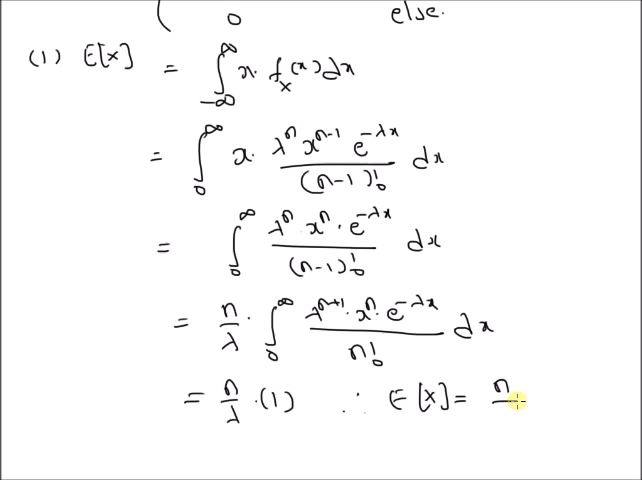 0 else.
(1) E[x] = ∫_{-∞}^{∞} x · f_x(x) dx
= ∫_0^∞ x · λ^n x^{n-1} e^{-λx} / (n-1)! dx
= ∫_0^∞ λ^n · x^n · e^{-λx} / (n-1)! dx
= n/λ · ∫_0^∞ λ^{n+1} · x^n · e^{-λx} / n! dx
= n/λ · (1) ∴ E[x] = n